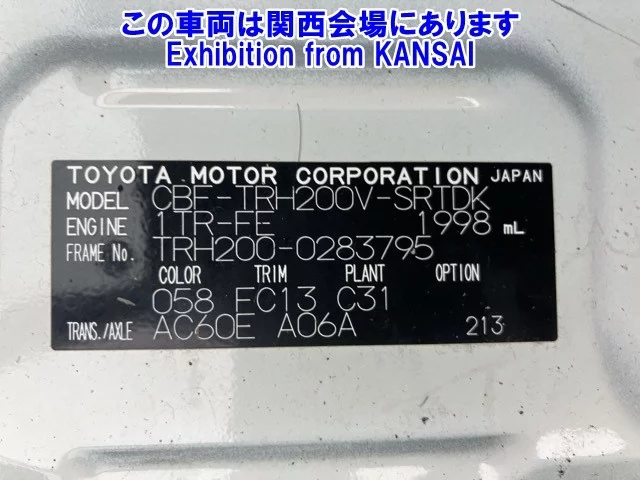 この車両は関西会場にあります
Exhibition from KANSAI
TOYOTA MOTOR CORPORATION JAPAN
MODEL CBF-TRH200V-SRTDK
ENGINE 1TR-FE 1998 mL
FRAME No. TRH200-0283795
COLOR TRIM PLANT OPTION
058 FC13 C31
TRANS./AXLE AC60E A06A 213